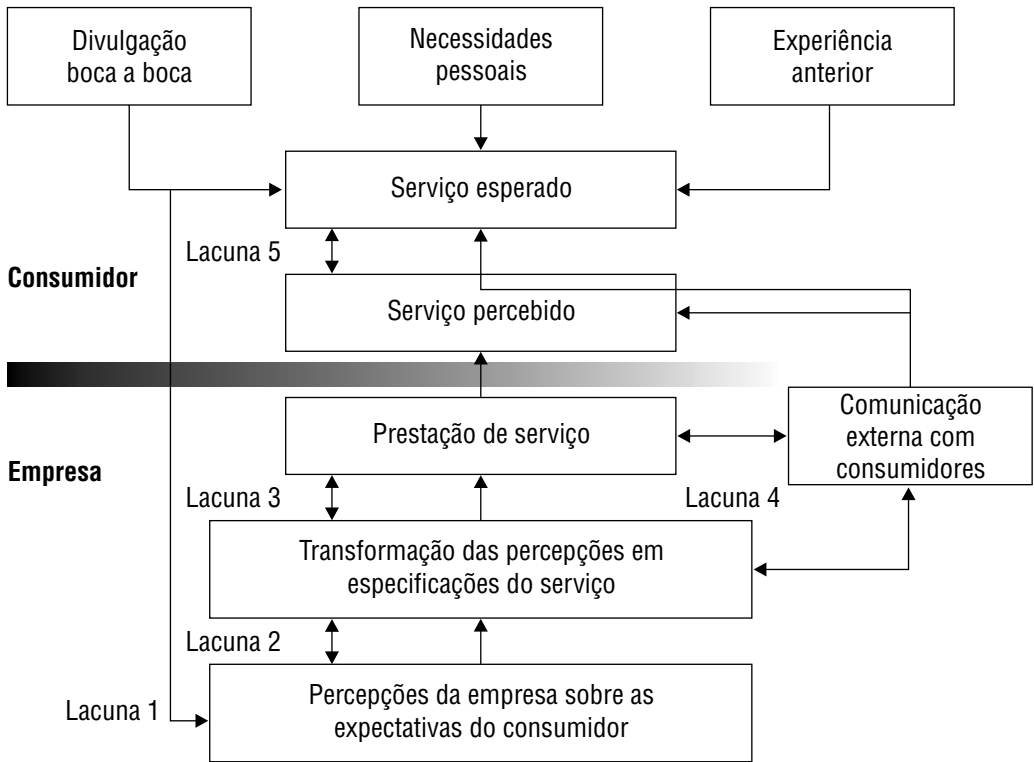 Divulgação
boca a boca
Necessidades
pessoais
Experiência
anterior
Serviço esperado
Lacuna 5
Consumidor
Serviço percebido
Prestação de serviço
Comunicação
externa com
consumidores
Empresa
Lacuna 3
Lacuna 4
Transformação das percepções em
especificações do serviço
Lacuna 2
Percepções da empresa sobre as
expectativas do consumidor
Lacuna 1